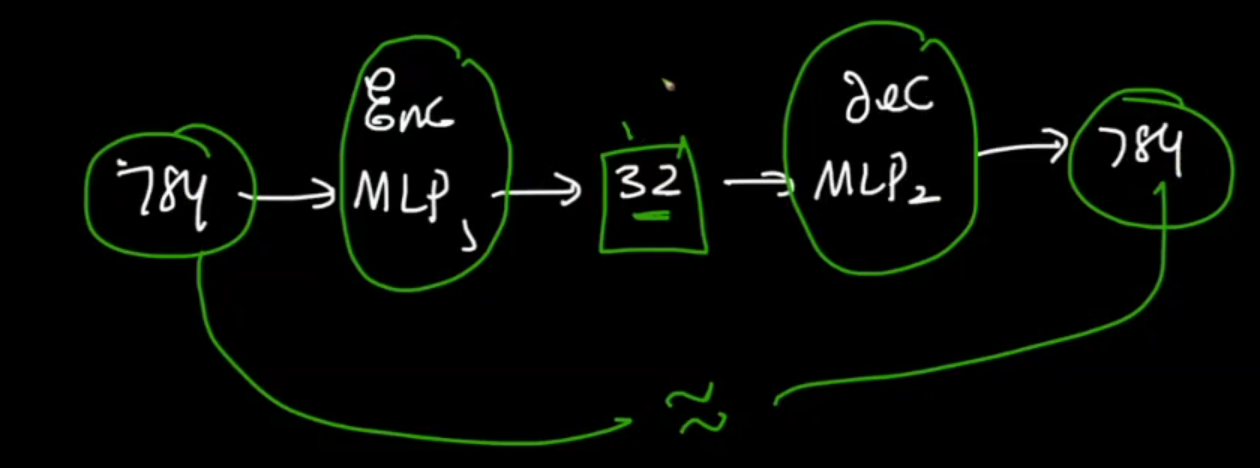 Enc
dec
784 → MLP₁ → 32 → MLP₂ → 784
≈